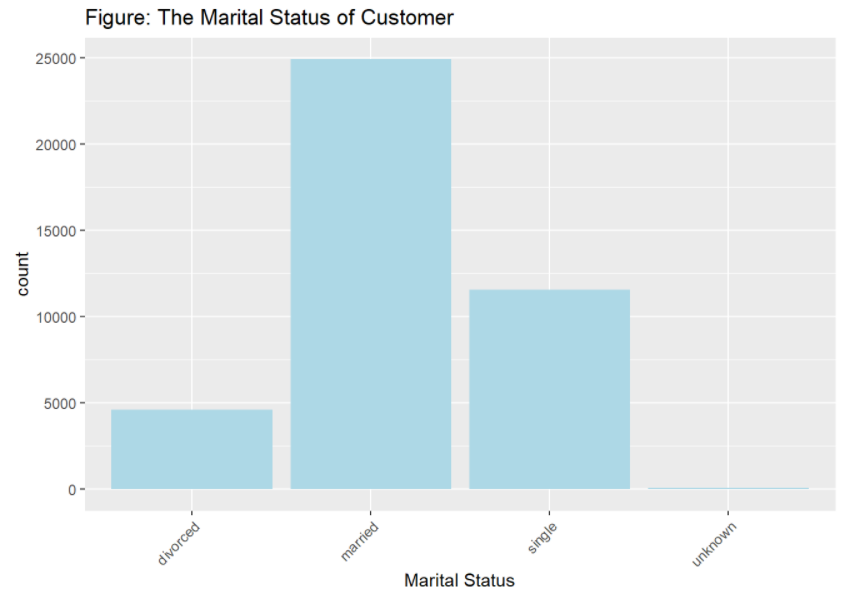 Figure: The Marital Status of Customer
25000
20000
15000
10000
5000
0
count
divorced
married
single
unknown
Marital Status